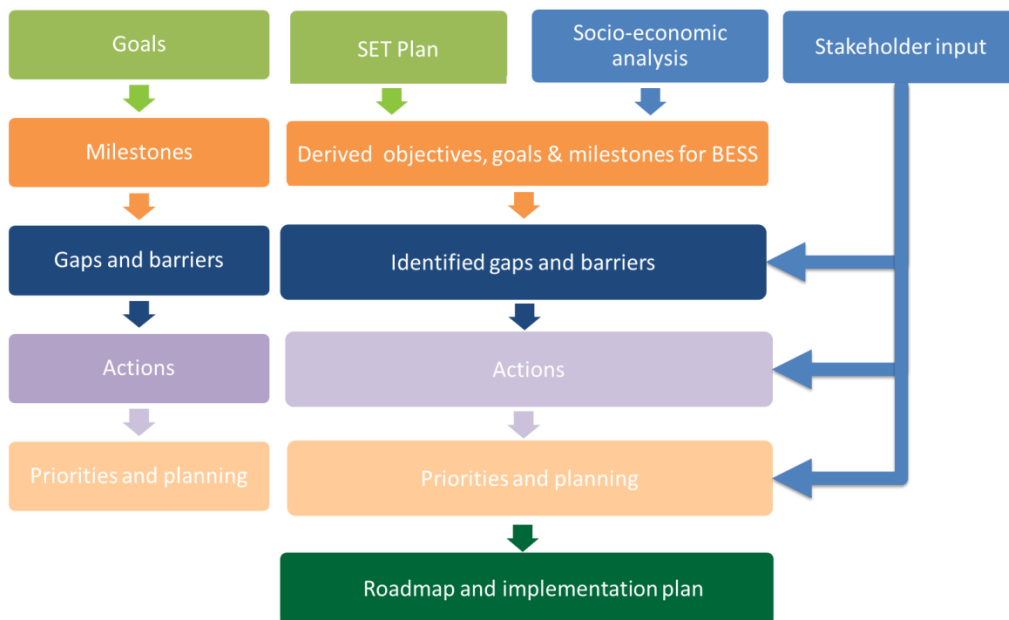 Goals
SET Plan
Socio-economic
analysis
Stakeholder input
Milestones
Derived objectives, goals & milestones for BESS
Gaps and barriers
Identified gaps and barriers
Actions
Actions
Priorities and planning
Priorities and planning
Roadmap and implementation plan